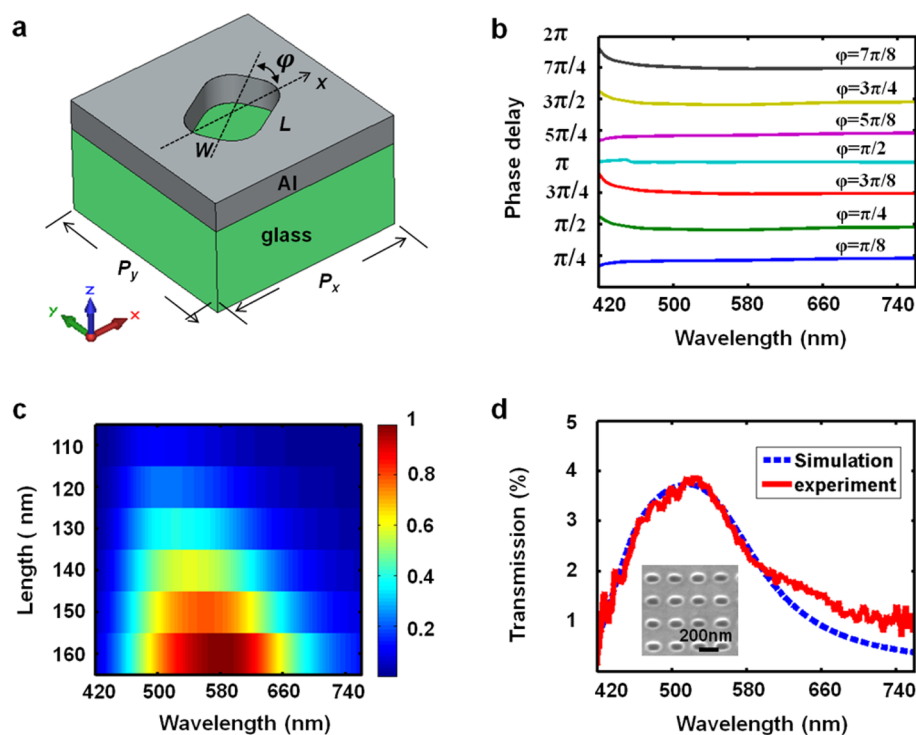 a
φ
x
L
W
Al
glass
Py
Px
z
y
x
b
Phase delay
2π
7π/4
3π/2
5π/4
π
3π/4
π/2
π/4
φ=7π/8
φ=3π/4
φ=5π/8
φ=π/2
φ=3π/8
φ=π/4
φ=π/8
420 500 580 660 740
Wavelength (nm)
c
Length ( nm)
110
120
130
140
150
160
420 500 580 660 740
Wavelength (nm)
1
0.8
0.6
0.4
0.2
d
Transmission (%)
5
4
3
2
1
Simulation
experiment
200nm
420 500 580 660 740
Wavelength (nm)